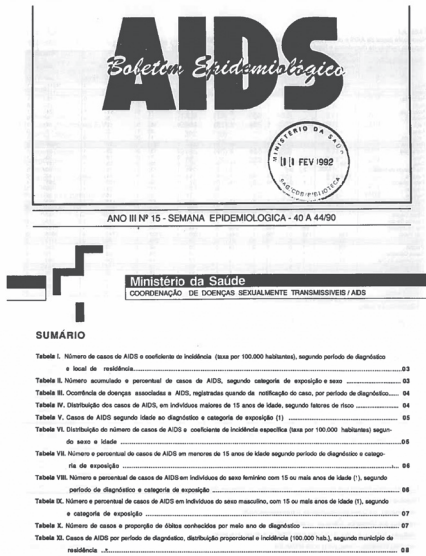 AIDS
Boletim Epidemiológico
MINISTÉRIO DA SAÚDE
FEV 1992
BIBLIOTECA
ANO III Nº 15 - SEMANA EPIDEMIOLOGICA - 40 A 44/90
Ministério da Saúde
COORDENAÇÃO DE DOENÇAS SEXUALMENTE TRANSMISSIVEIS / AIDS
SUMÁRIO
Tabela I. Número de casos de AIDS e coeficiente de incidência (taxa por 100.000 habitantes), segundo período de diagnóstico
e local de residência 03
Tabela II. Número acumulado e percentual de casos de AIDS, segundo categoria de exposição e sexo 03
Tabela III. Ocorrência de doenças associadas a AIDS, registradas quando da notificação do caso, por período de diagnóstico 04
Tabela IV. Distribuição dos casos de AIDS, em indivíduos maiores de 15 anos de idade, segundo fatores de risco 04
Tabela V. Casos de AIDS segundo idade ao diagnóstico e categoria de exposição (1) 05
Tabela VI. Distribuição do número de casos de AIDS e coeficiente de incidência específica (taxa por 100.000 habitantes) segun-
do sexo e idade 05
Tabela VII. Número e percentual de casos de AIDS em menores de 15 anos de idade segundo período de diagnóstico e catego-
ria de exposição 06
Tabela VIII. Número e percentual de casos de AIDS em indivíduos do sexo feminino com 15 ou mais anos de idade (1), segundo
período de diagnóstico e categoria de exposição 06
Tabela IX. Número e percentual de casos de AIDS em indivíduos do sexo masculino, com 15 ou mais anos de idade (1), segundo
e categoria de exposição 07
Tabela X. Número de casos e proporção de óbitos conhecidos por meio ano de diagnóstico 07
Tabela XI. Casos de AIDS por período de diagnóstico, distribuição proporcional e incidência (100.000 hab.), segundo município de
residência 08